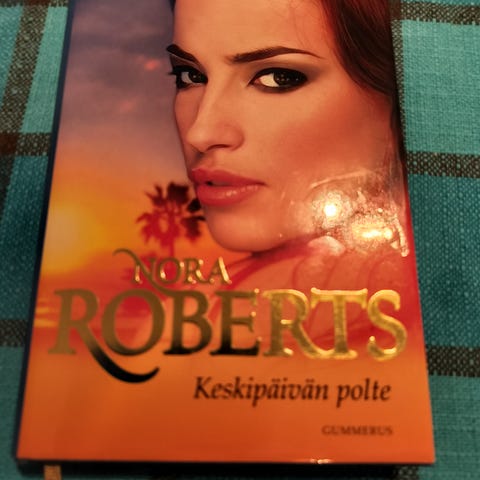 NORA
ROBERTS
Keskipäivän polte
GUMMERUS